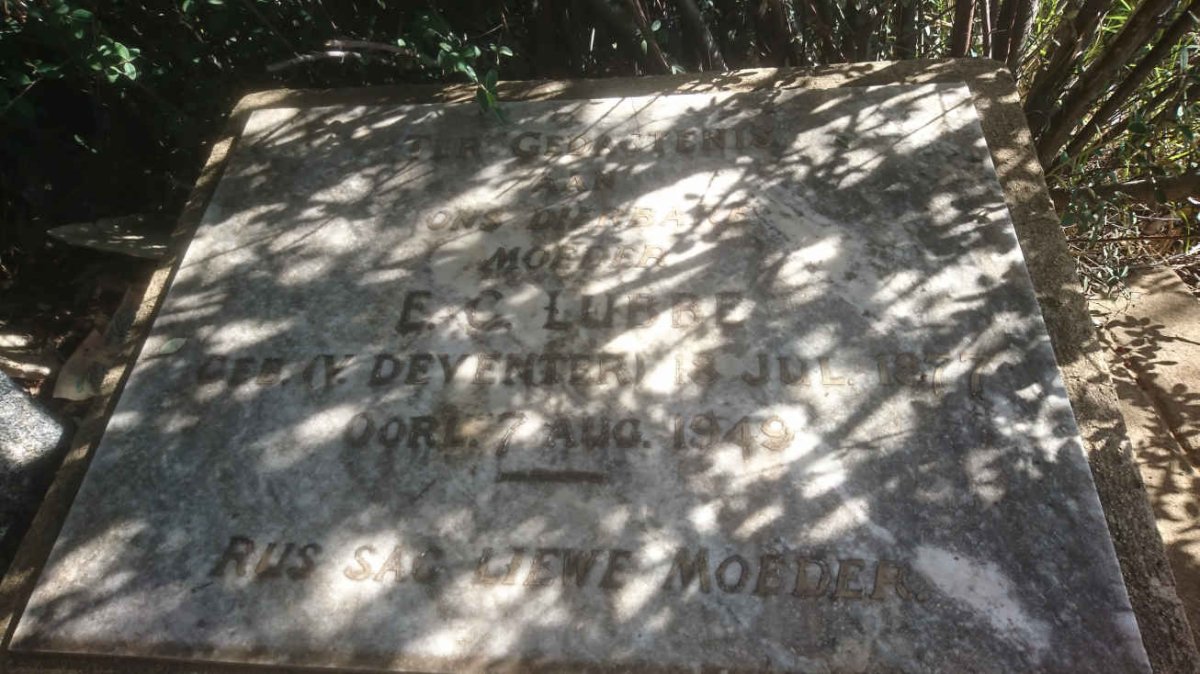 TER GEDAGTENIS
AAN
ONS DIERBARE
MOEDER
E. C. LUBBE
GEB. (V. DEVENTER) 13 JUL. 1877
OORL. 7 AUG. 1949
RUS SAG LIEWE MOEDER.